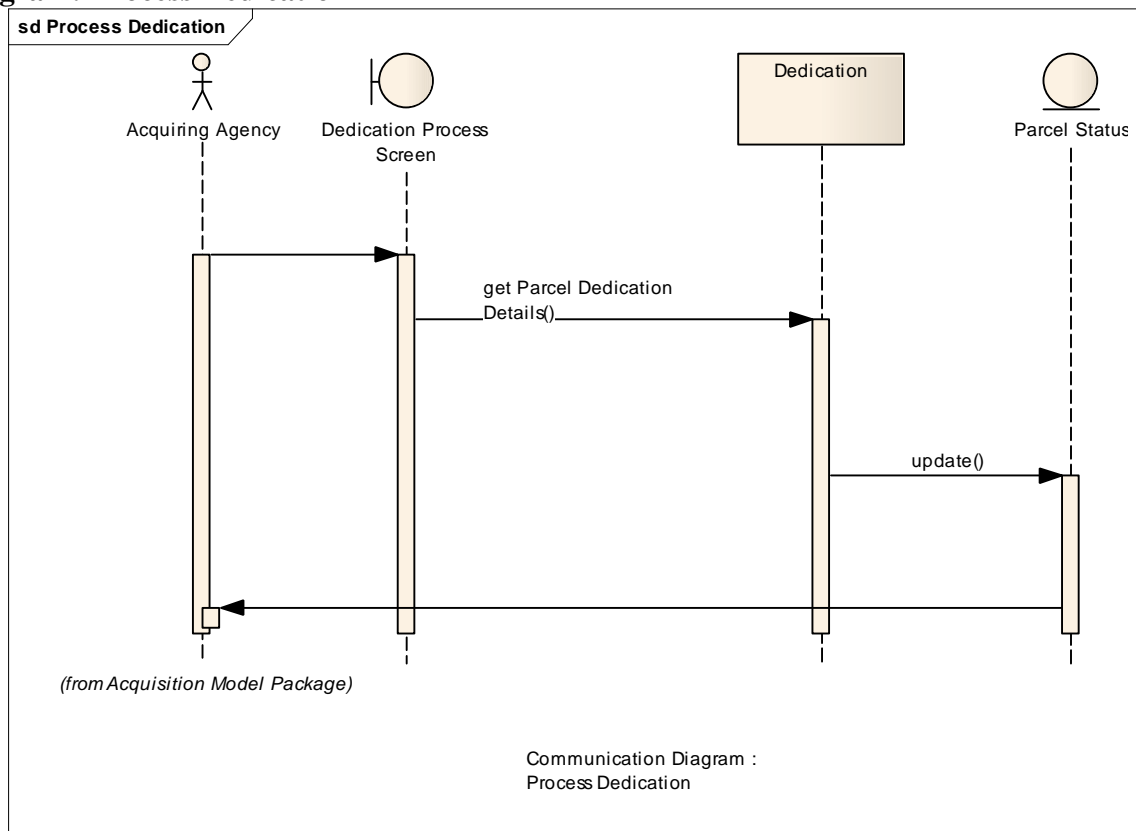 sd Process Dedication
Acquiring Agency
Dedication Process
Screen
Dedication
Parcel Status
get Parcel Dedication
Details()
update()
(from Acquisition Model Package)
Communication Diagram :
Process Dedication